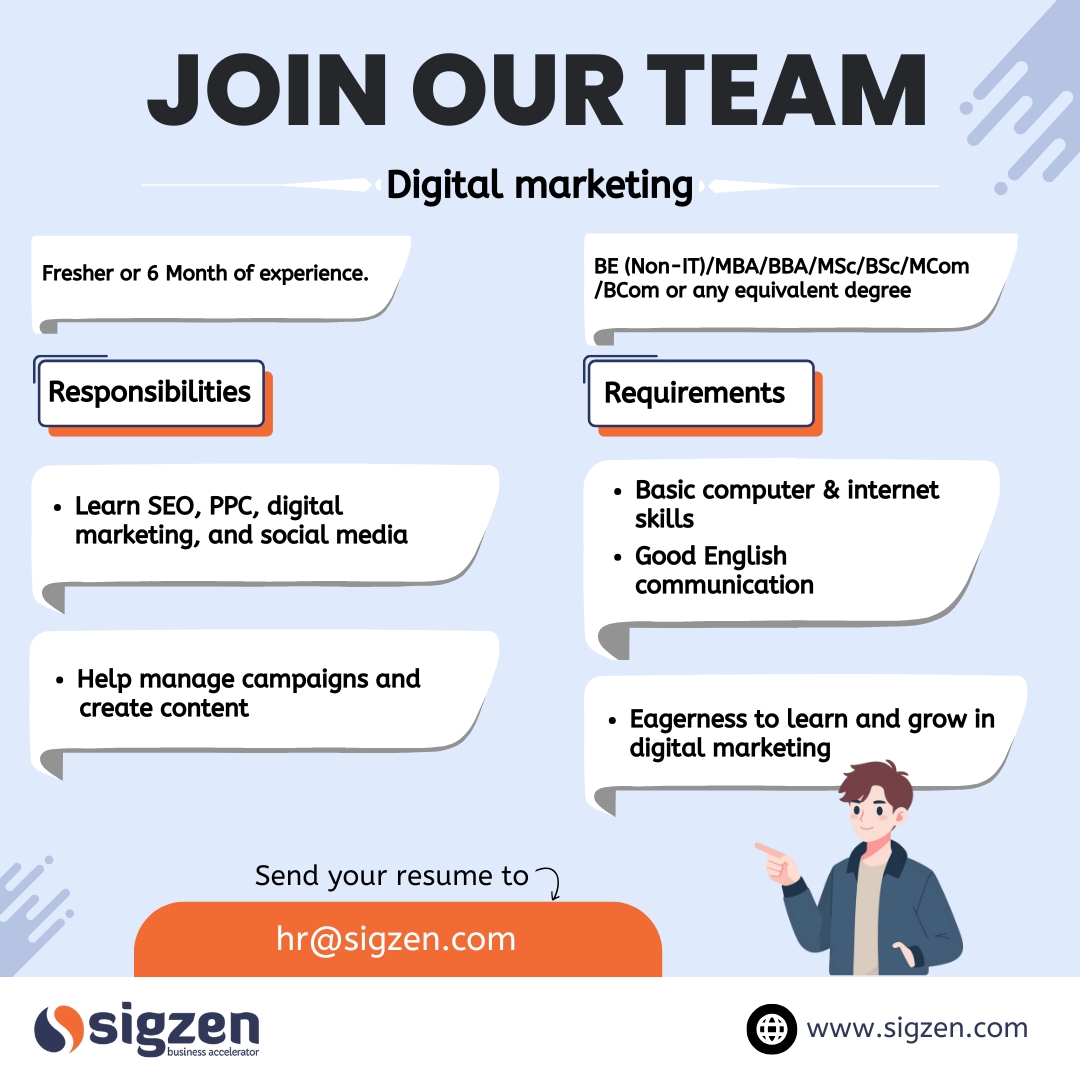 JOIN OUR TEAM
Digital marketing
Fresher or 6 Month of experience.
BE (Non-IT)/MBA/BBA/MSc/BSc/MCom
/BCom or any equivalent degree
Responsibilities
• Learn SEO, PPC, digital
marketing, and social media
• Help manage campaigns and
create content
Requirements
• Basic computer & internet
skills
• Good English
communication
• Eagerness to learn and grow in
digital marketing
Send your resume to
hr@sigzen.com
sigzen
business accelerator
www.sigzen.com